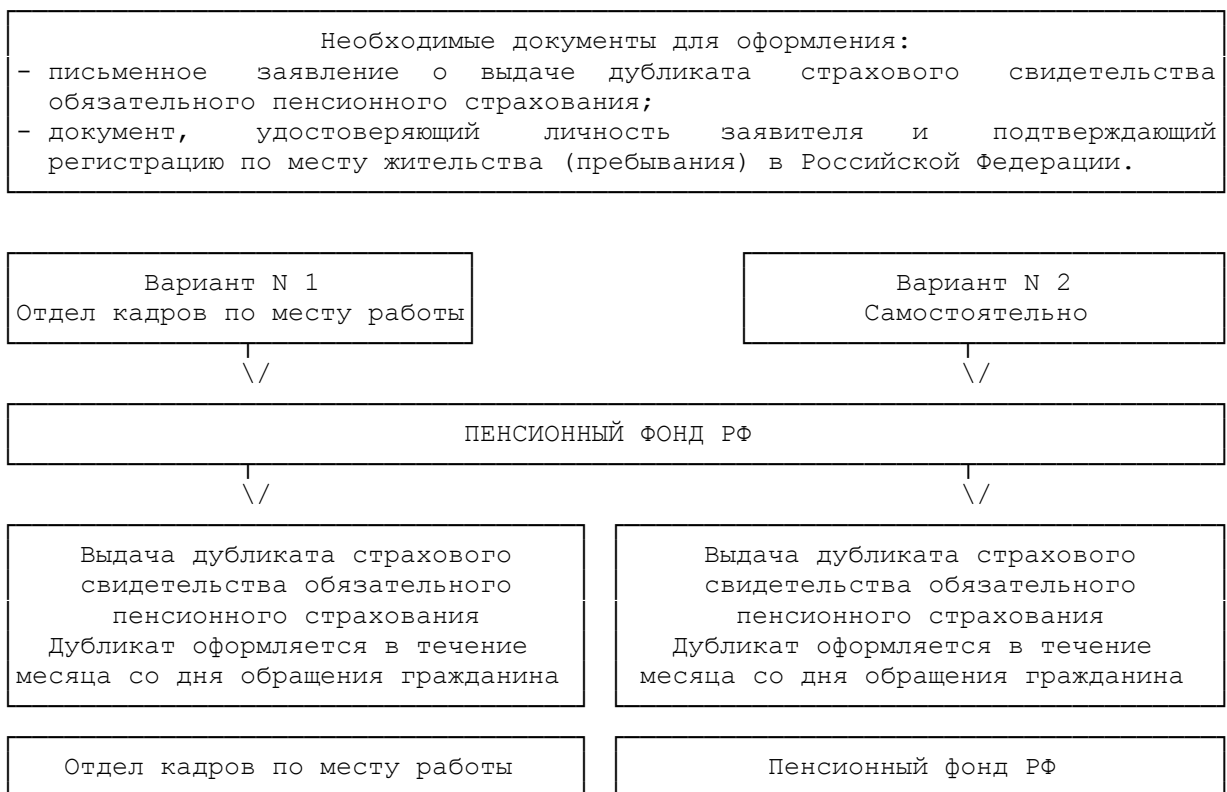 Необходимые документы для оформления:
- письменное заявление о выдаче дубликата страхового свидетельства
обязательного пенсионного страхования;
- документ, удостоверяющий личность заявителя и подтверждающий
регистрацию по месту жительства (пребывания) в Российской Федерации.
Вариант N 1
Отдел кадров по месту работы
Вариант N 2
Самостоятельно
\/
\/
ПЕНСИОННЫЙ ФОНД РФ
\/
\/
Выдача дубликата страхового
свидетельства обязательного
пенсионного страхования
Дубликат оформляется в течение
месяца со дня обращения гражданина
Выдача дубликата страхового
свидетельства обязательного
пенсионного страхования
Дубликат оформляется в течение
месяца со дня обращения гражданина
Отдел кадров по месту работы
Пенсионный фонд РФ